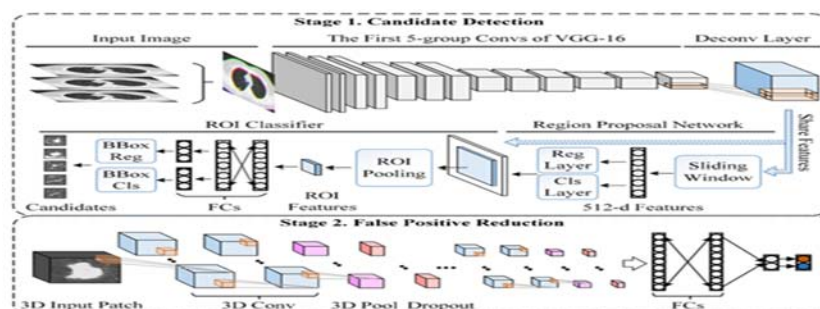 Stage 1. Candidate Detection
Input Image
The First 5-group Convs of VGG-16
Deconv Layer
Share Features
ROI Classifier
Region Proposal Network
BBox
Reg
BBox
Cls
ROI
Pooling
Reg
Layer
Cls
Layer
Sliding
Window
Candidates
FCs
ROI
Features
512-d Features
Stage 2. False Positive Reduction
3D Input Patch
3D Conv
3D Pool
Dropout
FCs